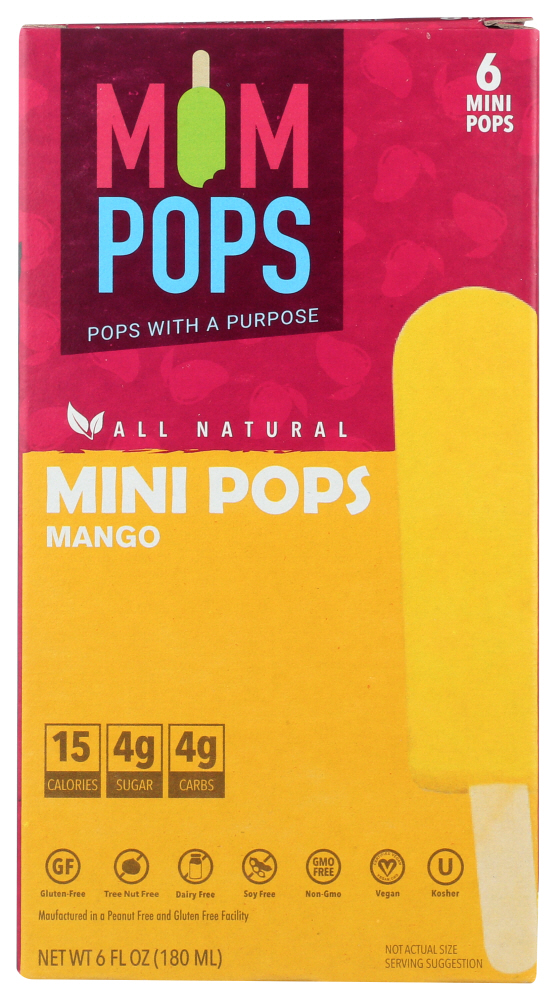 6
MINI
POPS
MOM
POPS
POPS WITH A PURPOSE
ALL NATURAL
MINI POPS
MANGO
15 4g 4g
CALORIES SUGAR CARBS
GF GMO FREE U
Gluten-Free Tree Nut Free Dairy Free Soy Free Non-Gmo Vegan Kosher
Maufactured in a Peanut Free and Gluten Free Facility
NET WT 6 FL OZ (180 ML)
NOT ACTUAL SIZE
SERVING SUGGESTION